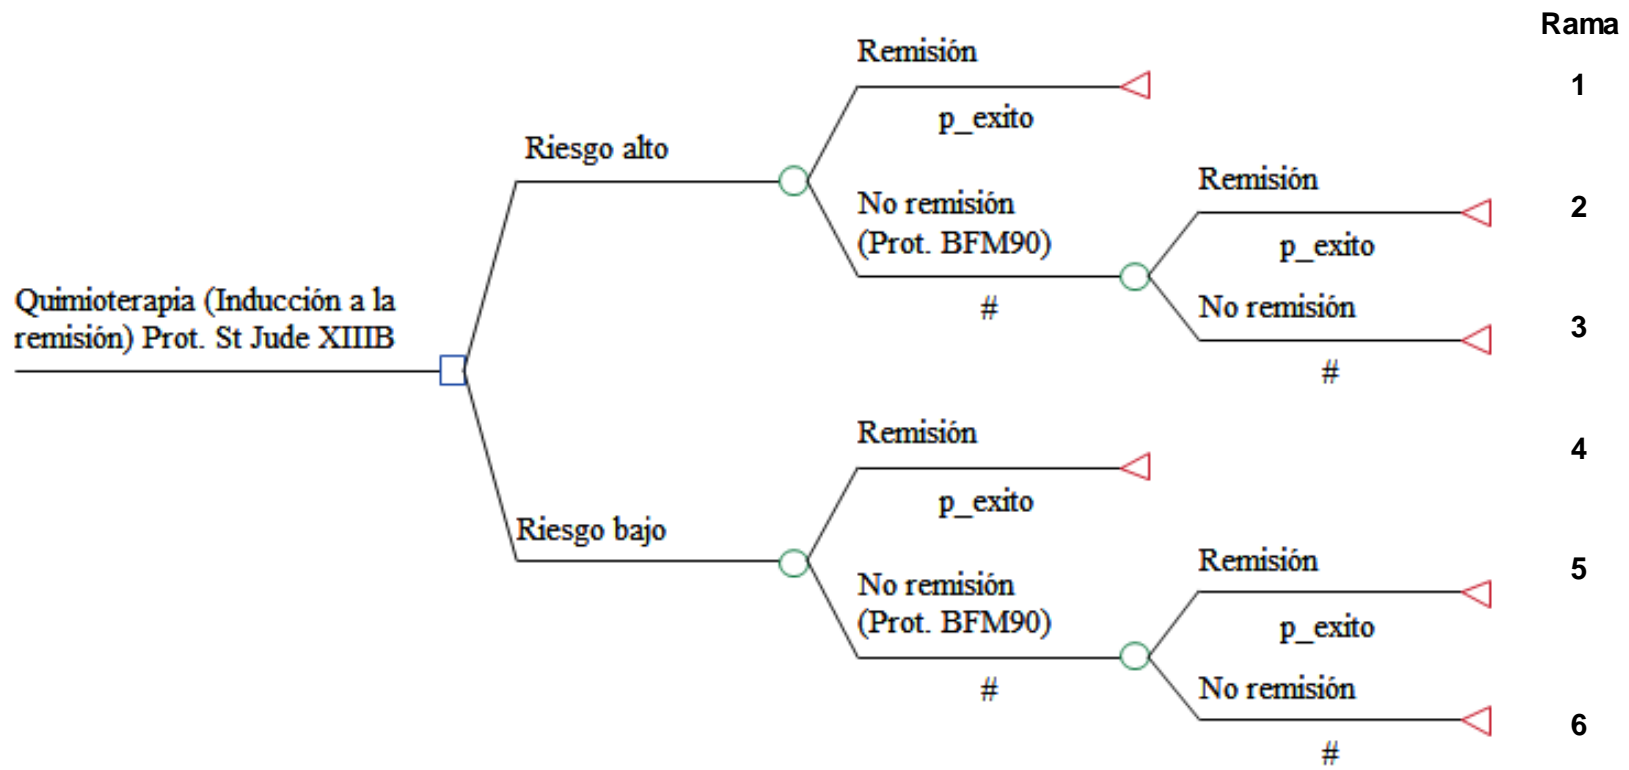 Rama
Remisión
1
p_exito
Riesgo alto
Remisión
No remisión
2
(Prot. BFM90)
p_exito
Quimioterapia (Inducción a la
#
No remisión
3
remisión) Prot. St Jude XIIIB
#
Remisión
4
p_exito
Riesgo bajo
Remisión
5
No remisión
(Prot. BFM90)
p_exito
#
No remisión
6
#